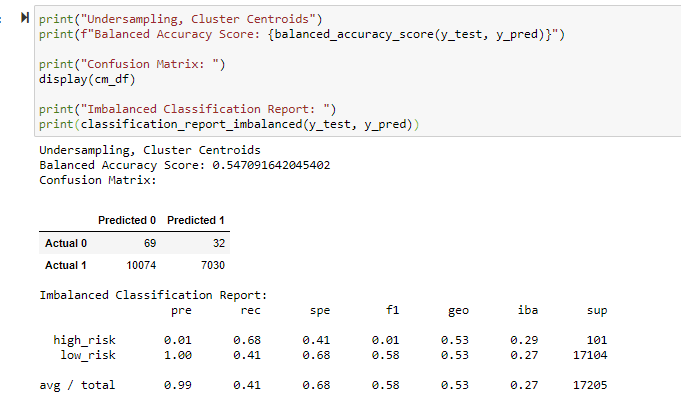 print("Undersampling, Cluster Centroids")
print(f"Balanced Accuracy Score: {balanced_accuracy_score(y_test, y_pred)}")
print("Confusion Matrix: ")
display(cm_df)
print("Imbalanced Classification Report: ")
print(classification_report_imbalanced(y_test, y_pred))
Undersampling, Cluster Centroids
Balanced Accuracy Score: 0.547091642045402
Confusion Matrix:
Predicted 0 Predicted 1
Actual 0 69 32
Actual 1 10074 7030
Imbalanced Classification Report:
pre rec spe f1 geo iba sup
high_risk 0.01 0.68 0.41 0.01 0.53 0.29 101
low_risk 1.00 0.41 0.68 0.58 0.53 0.27 17104
avg / total 0.99 0.41 0.68 0.58 0.53 0.27 17205